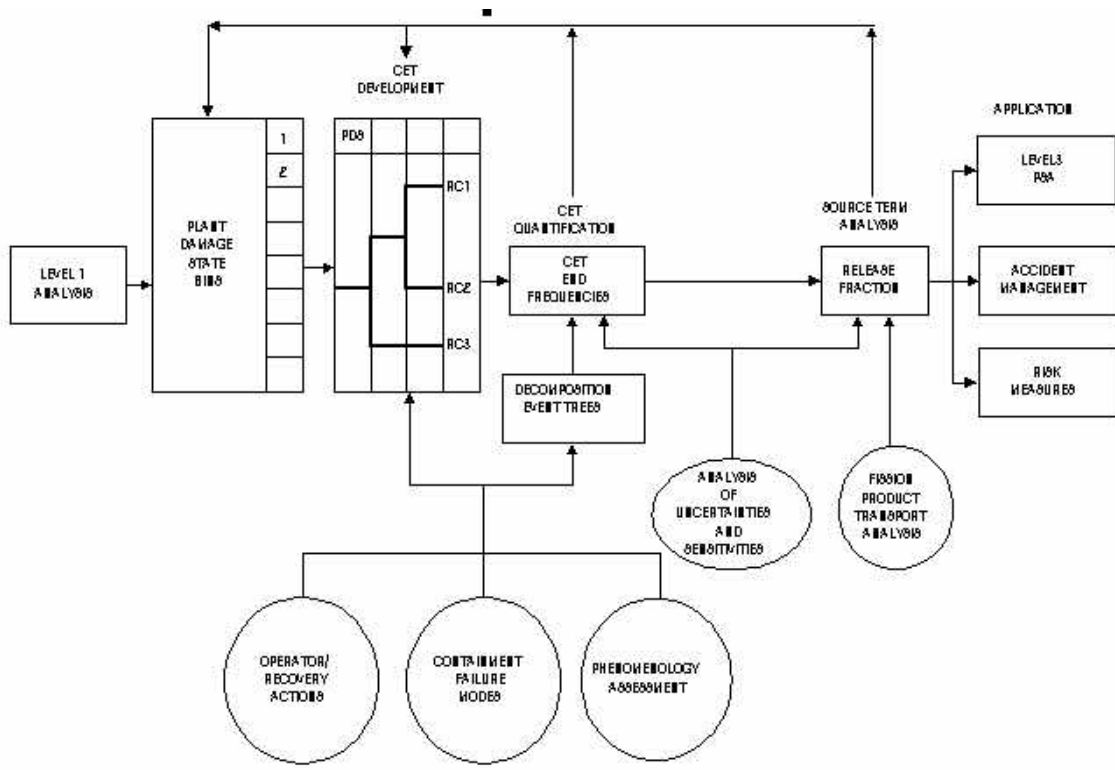 CET
DEVELOPMENT
APPLICATION
PDS
1
2
LEVEL3
PSA
RC1
PLANT
DAMAGE
STATE
BINS
CET
QUANTIFICATION
SOURCE TERM
ANALYSIS
LEVEL 1
ANALYSIS
CET
END
FREQUENCIES
RELEASE
FRACTION
ACCIDENT
MANAGEMENT
RC2
RC3
DECOMPOSITION
EVENT TREES
RISK
MEASURES
ANALYSIS
OF
UNCERTAINTIES
AND
SENSITIVITIES
FISSION
PRODUCT
TRANSPORT
ANALYSIS
OPERATOR/
RECOVERY
ACTIONS
CONTAINMENT
FAILURE
MODES
PHENOMENOLOGY
ASSESSMENT